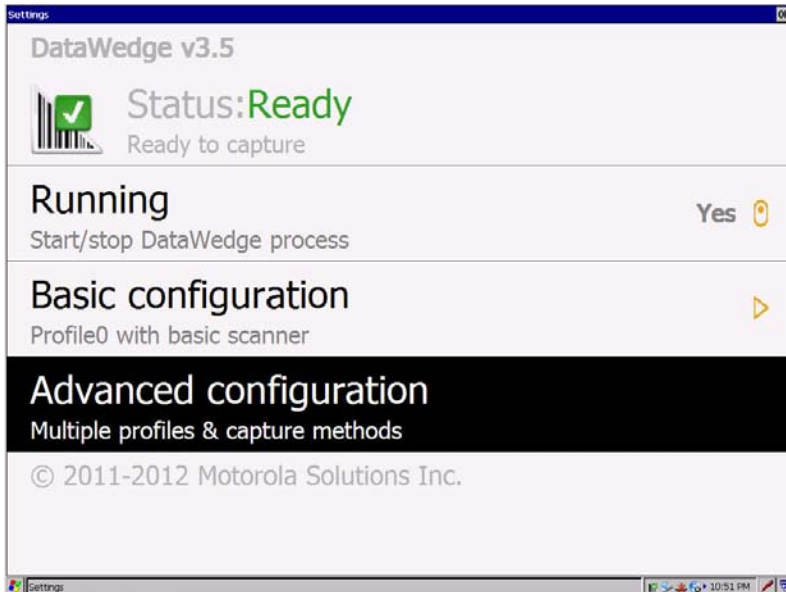 Settings
DataWedge v3.5
Status:Ready
Ready to capture
Running
Yes
Start/stop DataWedge process
Basic configuration
Profile0 with basic scanner
Advanced configuration
Multiple profiles & capture methods
© 2011-2012 Motorola Solutions Inc.
Settings
10:51 PM